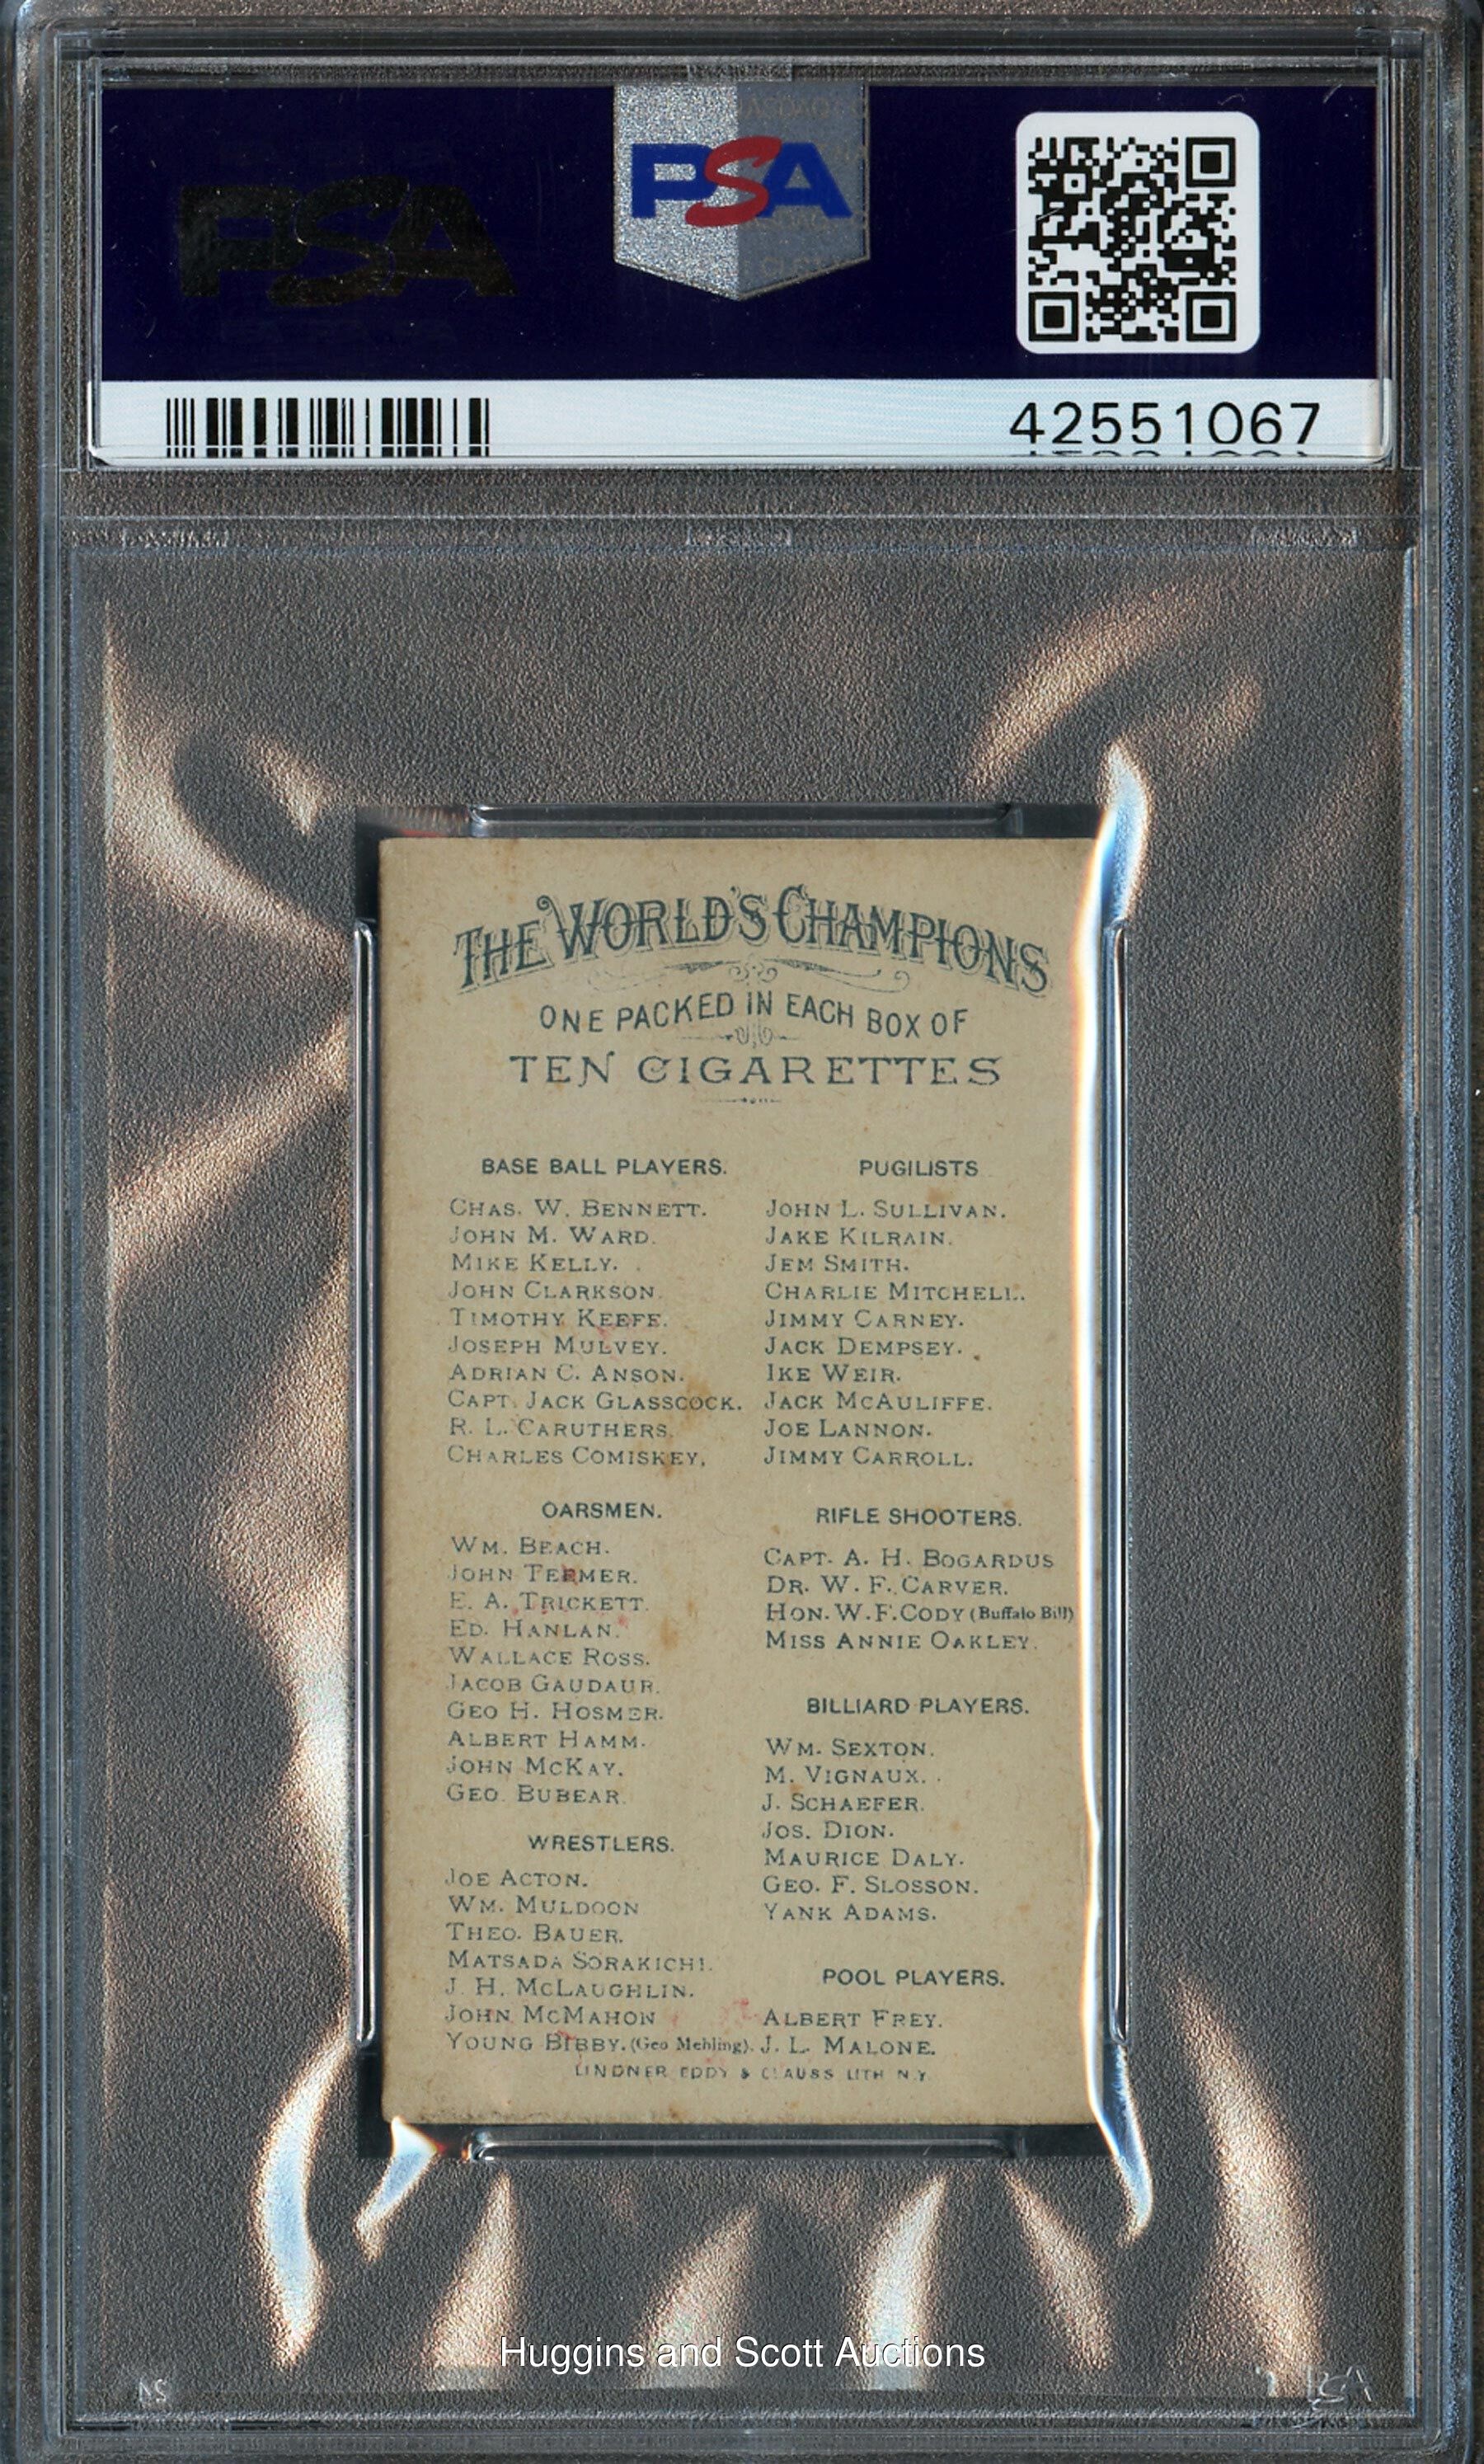 PSA
PSA
42551067
THE WORLD'S CHAMPIONS
ONE PACKED IN EACH BOX OF
TEN CIGARETTES
BASE BALL PLAYERS.
CHAS. W. BENNETT.
JOHN M. WARD.
MIKE KELLY.
JOHN CLARKSON.
TIMOTHY KEEFE.
JOSEPH MULVEY.
ADRIAN C. ANSON.
CAPT. JACK GLASSCOCK.
R. L. CARUTHERS.
CHARLES COMISKEY.
OARSMEN.
WM. BEACH.
JOHN TEEMER.
E. A. TRICKETT.
ED. HANLAN.
WALLACE ROSS.
JACOB GAUDAUR.
GEO H. HOSMER.
ALBERT HAMM.
JOHN MCKAY.
GEO. BUBEAR.
WRESTLERS.
JOE ACTON.
WM. MULDOON
THEO. BAUER.
MATSADA SORAKICHI.
J. H. MCLAUGHLIN.
JOHN MCMAHON
YOUNG BIBBY. (Geo Mehling).
PUGILISTS
JOHN L. SULLIVAN.
JAKE KILRAIN.
JEM SMITH.
CHARLIE MITCHELL.
JIMMY CARNEY.
JACK DEMPSEY.
IKE WEIR.
JACK MCAULIFFE.
JOE LANNON.
JIMMY CARROLL.
RIFLE SHOOTERS.
CAPT. A. H. BOGARDUS
DR. W. F. CARVER.
HON. W. F. CODY (Buffalo Bill)
MISS ANNIE OAKLEY.
BILLIARD PLAYERS.
WM. SEXTON.
M. VIGNAUX.
J. SCHAEFER.
JOS. DION.
MAURICE DALY.
GEO. F. SLOSSON.
YANK ADAMS.
POOL PLAYERS.
ALBERT FREY.
J. L. MALONE.
LINDNER EDDY & CLAUSS LITH N.Y.
Huggins and Scott Auctions
PSA